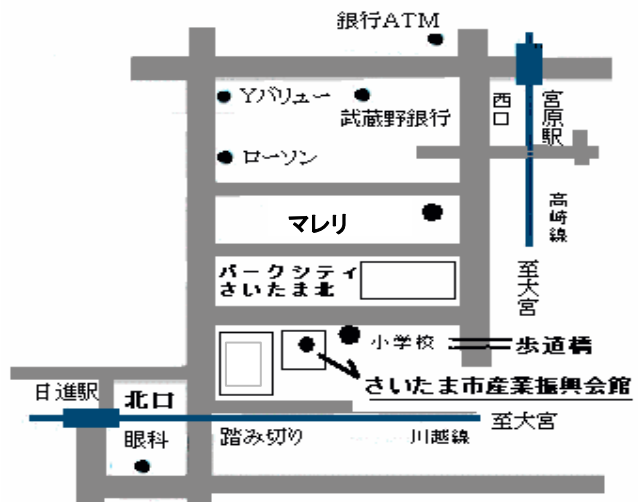 銀行ATM
Yバリュー
武蔵野銀行
西口
宮原駅
ローソン
高崎線
マレリ
パークシティ
さいたま北
至大宮
小学校
歩道橋
さいたま市産業振興会館
日進駅
北口
至大宮
眼科
踏み切り
川越線